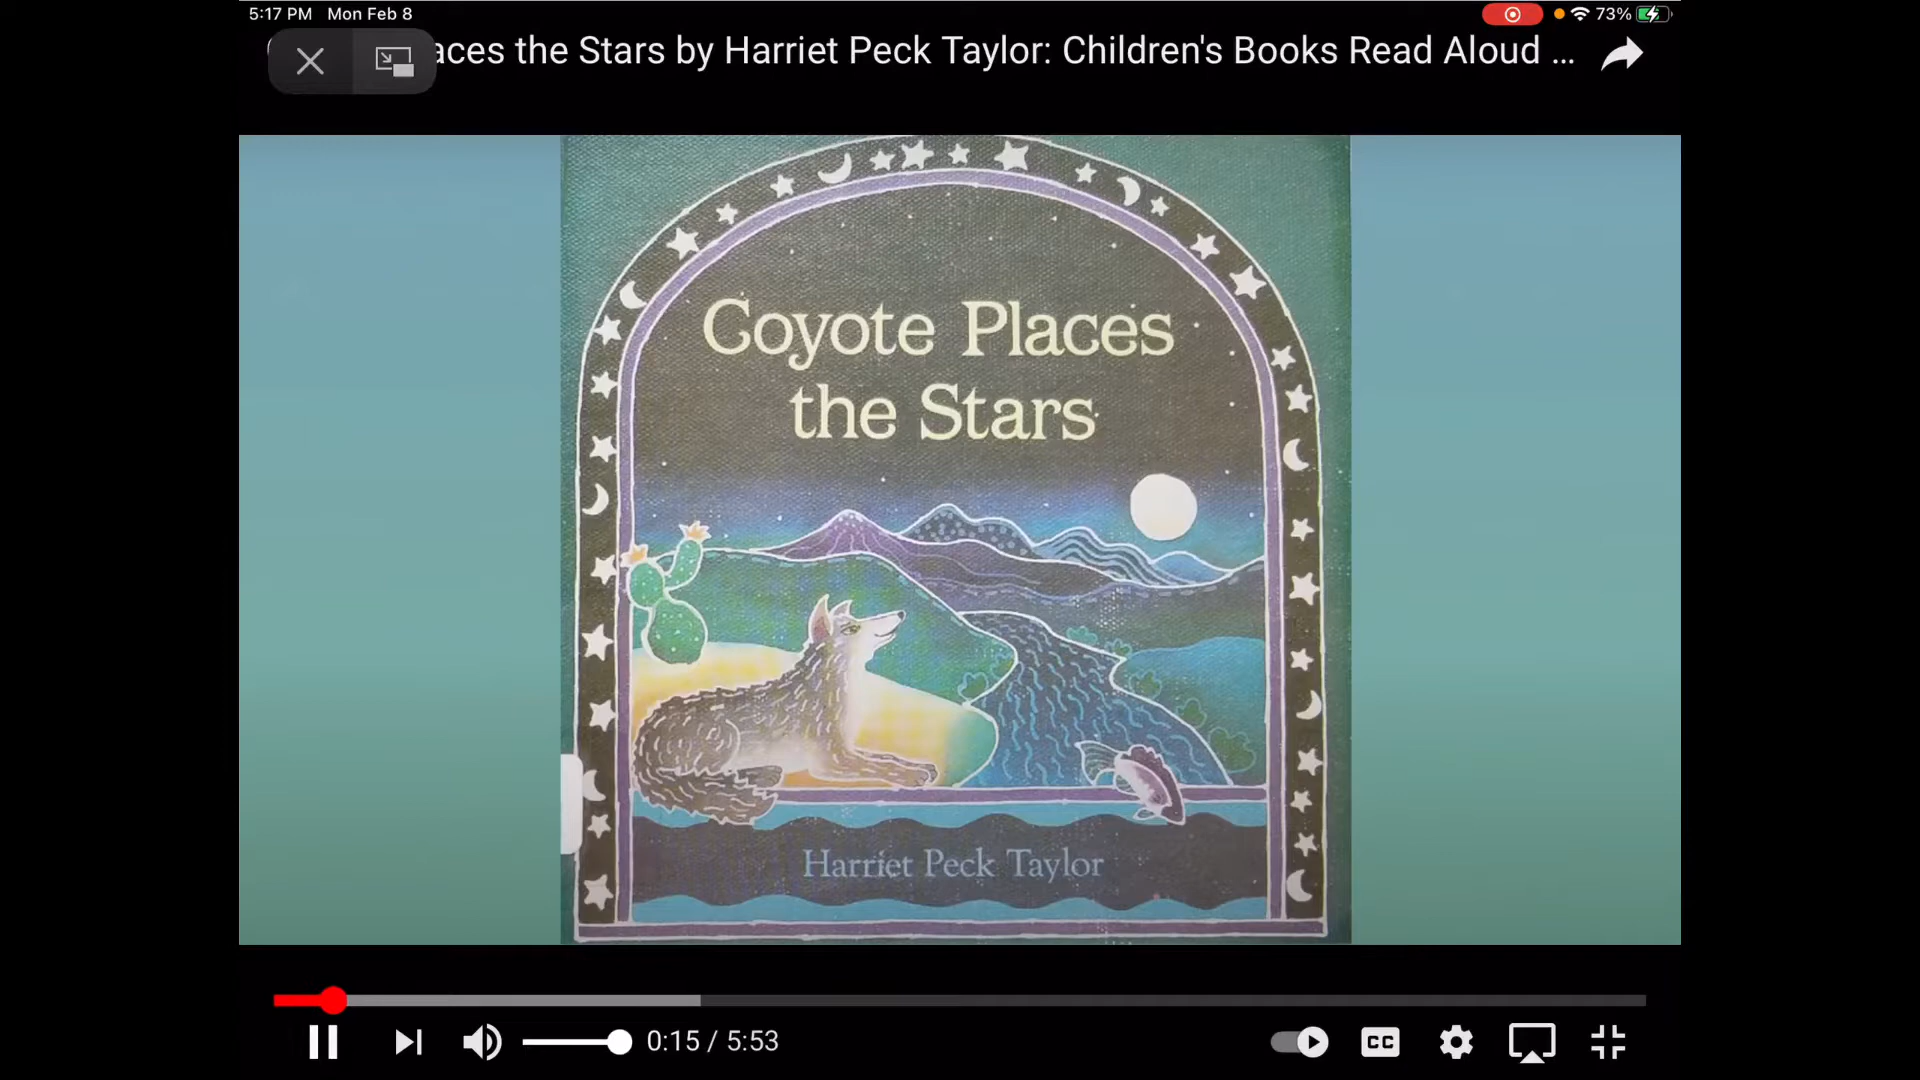 5:17 PM Mon Feb 8
73%
aces the Stars by Harriet Peck Taylor: Children's Books Read Aloud ...
Coyote Places
the Stars
Harriet Peck Taylor
0:15 / 5:53
CC